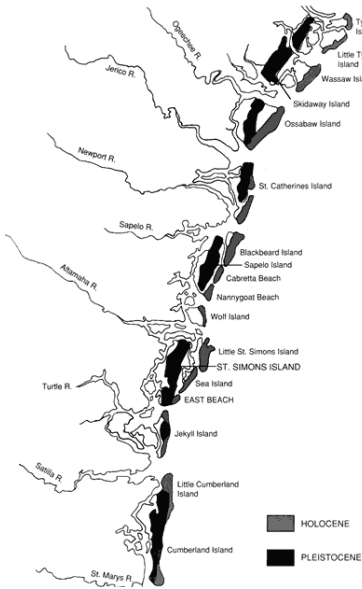 Ogeechee R.
Little T
Island
Wassaw Isl
Jerico R.
Skidaway Island
Ossabaw Island
Newport R.
St. Catherines Island
Sapelo R.
Blackbeard Island
Sapelo Island
Altamaha R.
Cabretta Beach
Nannygoat Beach
Wolf Island
Little St. Simons Island
ST. SIMONS ISLAND
Turtle R.
Sea Island
EAST BEACH
Jekyll Island
Satilla R.
Little Cumberland
Island
HOLOCENE
Cumberland Island
PLEISTOCENE
St. Marys R.